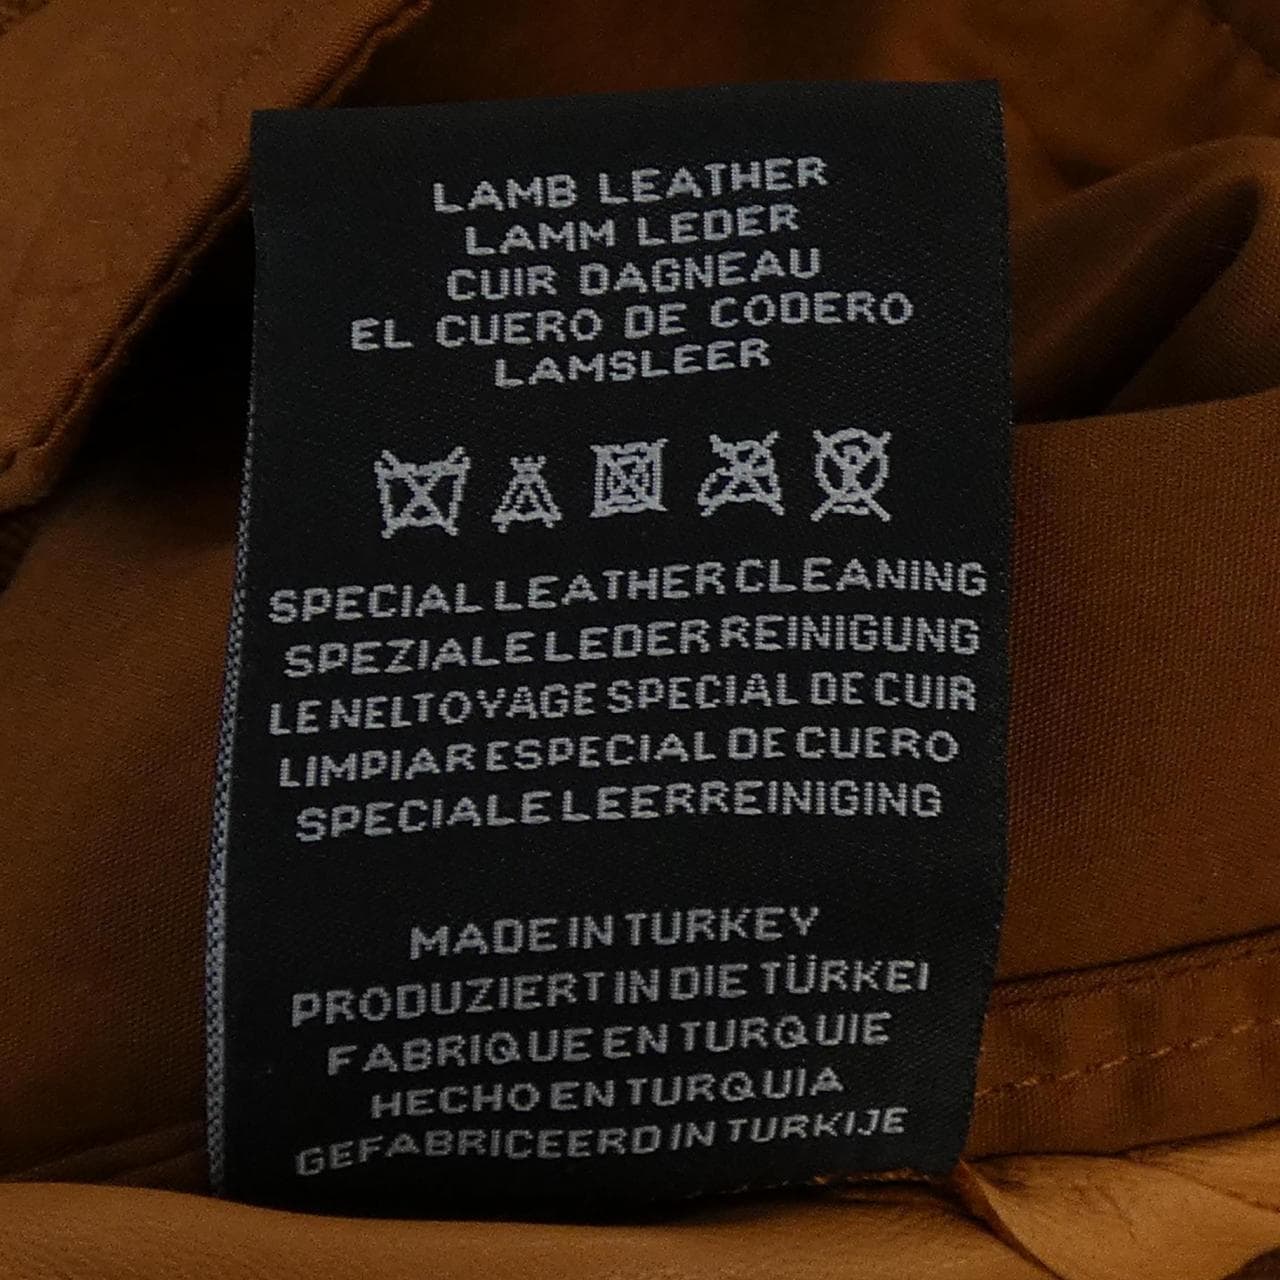 LAMB LEATHER
LAMM LEDER
CUIR DAGNEAU
EL CUERO DE CODERO
LAMSLEER
SPECIAL LEATHER CLEANING
SPEZIALE LEDER REINIGUNG
LE NELTOYAGE SPECIAL DE CUIR
LIMPIAR ESPECIAL DE CUERO
SPECIALE LEERREINIGING
MADE IN TURKEY
PRODUZIERT IN DIE TÜRKEI
FABRIQUE EN TURQUIE
HECHO EN TURQUIA
GEFABRICEERD IN TURKIJE